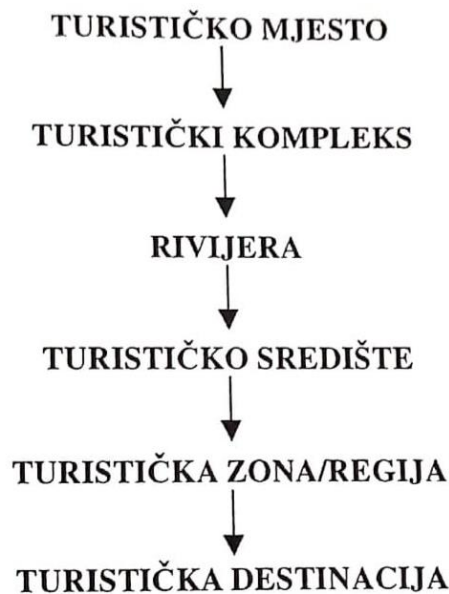 TURISTIČKO MJESTO
TURISTIČKI KOMPLEKS
RIVIJERA
TURISTIČKO SREDIŠTE
TURISTIČKA ZONA/REGIJA
TURISTIČKA DESTINACIJA